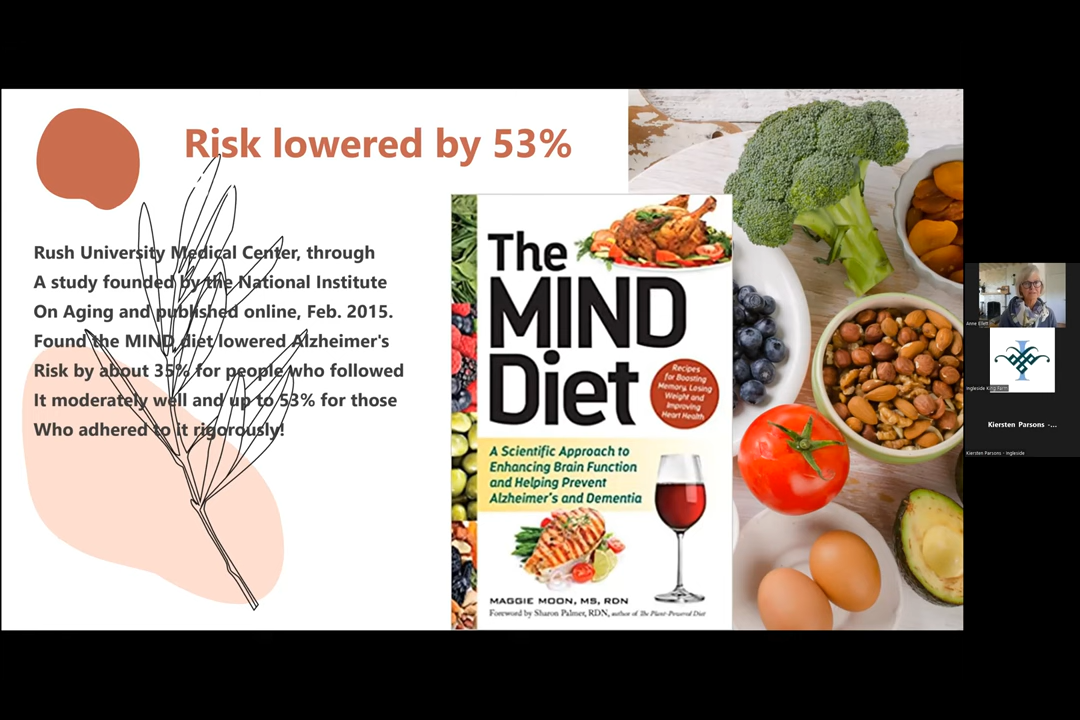 Risk lowered by 53%
Rush University Medical Center, through
A study founded by the National Institute
On Aging and published online, Feb. 2015.
Found the MIND diet lowered Alzheimer's
Risk by about 35% for people who followed
It moderately well and up to 53% for those
Who adhered to it rigorously!
The
MIND
Diet
Recipes
for Boosting
Memory, Losing
Weight and
Improving
Heart Health
A Scientific Approach to
Enhancing Brain Function
and Helping Prevent
Alzheimer's and Dementia
MAGGIE MOON, MS, RDN
Foreword by Sharon Palmer, RDN, author of The Plant-Powered Diet
Anne Ellett
Ingleside King Farm
Kiersten Parsons -...
Kiersten Parsons - Ingleside